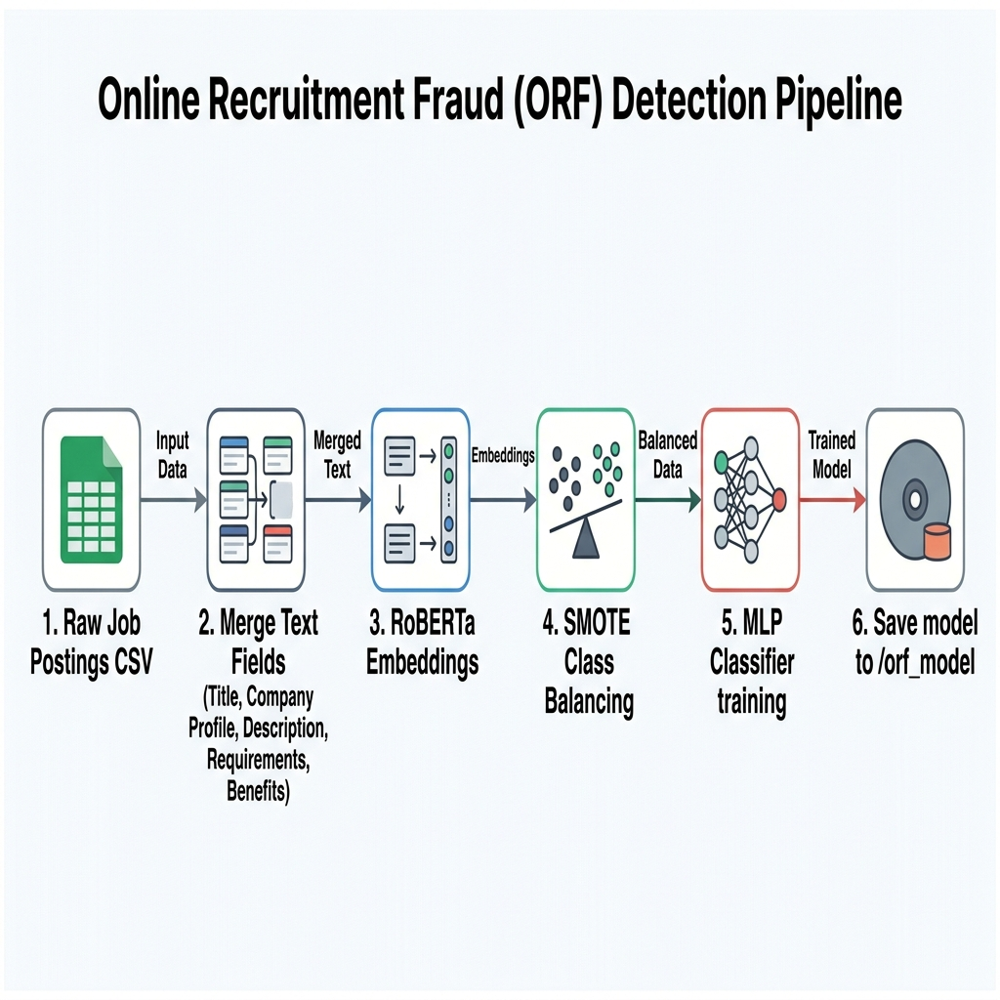 Online Recruitment Fraud (ORF) Detection Pipeline
Input
Data
Merged
Text
Embeddings
Balanced
Data
Trained
Model
1. Raw Job
Postings CSV
2. Merge Text
Fields
(Title, Company
Profile, Description,
Requirements,
Benefits)
3. RoBERTa
Embeddings
4. SMOTE
Class
Balancing
5. MLP
Classifier
training
6. Save model
to /orf_model